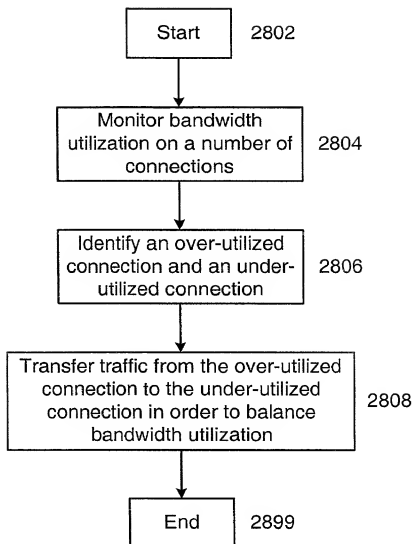 Start 2802
Monitor bandwidth
utilization on a number of
connections
2804
Identify an over-utilized
connection and an under-
utilized connection
2806
Transfer traffic from the over-utilized
connection to the under-utilized
connection in order to balance
bandwidth utilization
2808
End 2899